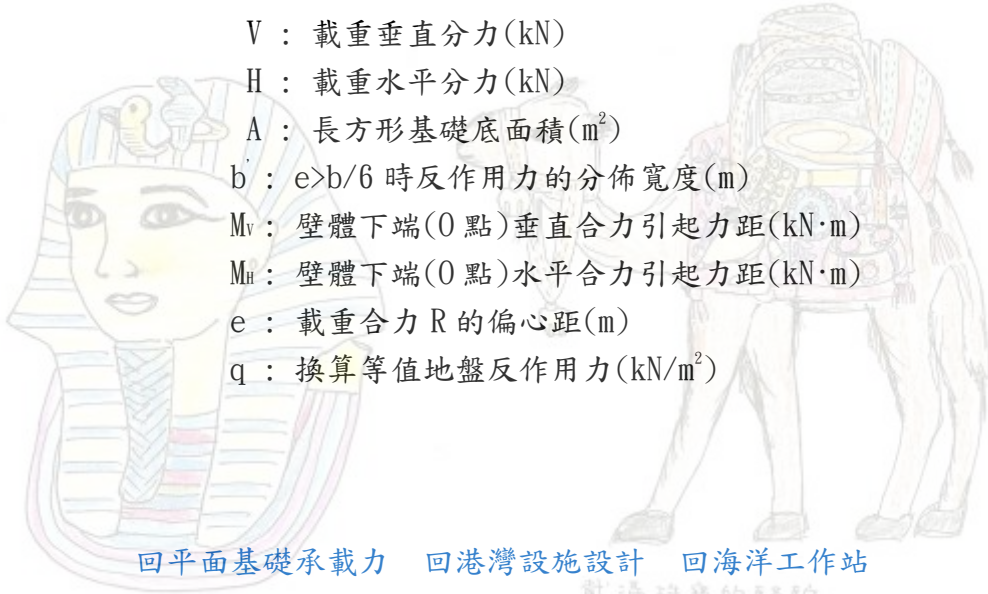 V : 載重垂直分力(kN)
H : 載重水平分力(kN)
A : 長方形基礎底面積(m²)
b' : e>b/6 時反作用力的分佈寬度(m)
Mv : 壁體下端(O 點)垂直合力引起力距(kN·m)
MH : 壁體下端(O 點)水平合力引起力距(kN·m)
e : 載重合力 R 的偏心距(m)
q : 換算等值地盤反作用力(kN/m²)
回平面基礎承載力 回港灣設施設計 回海洋工作站